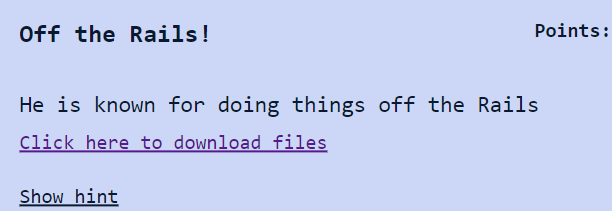 Off the Rails!
Points:
He is known for doing things off the Rails
Click here to download files
Show hint